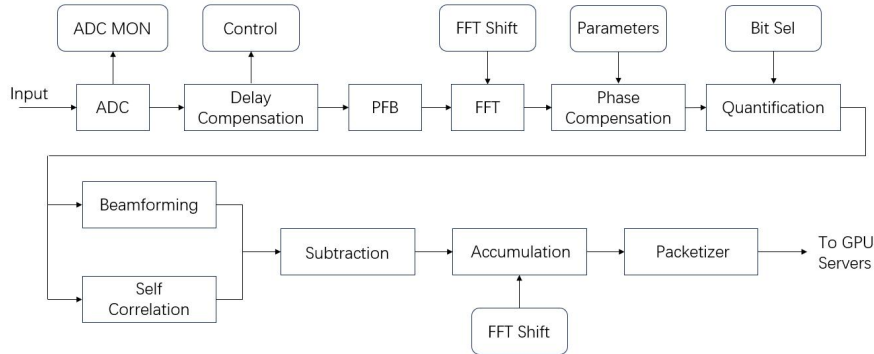 ADC MON
Control
FFT Shift
Parameters
Bit Sel
Input
ADC
Delay
Compensation
PFB
FFT
Phase
Compensation
Quantification
Beamforming
Self
Correlation
Subtraction
Accumulation
Packetizer
To GPU
Servers
FFT Shift